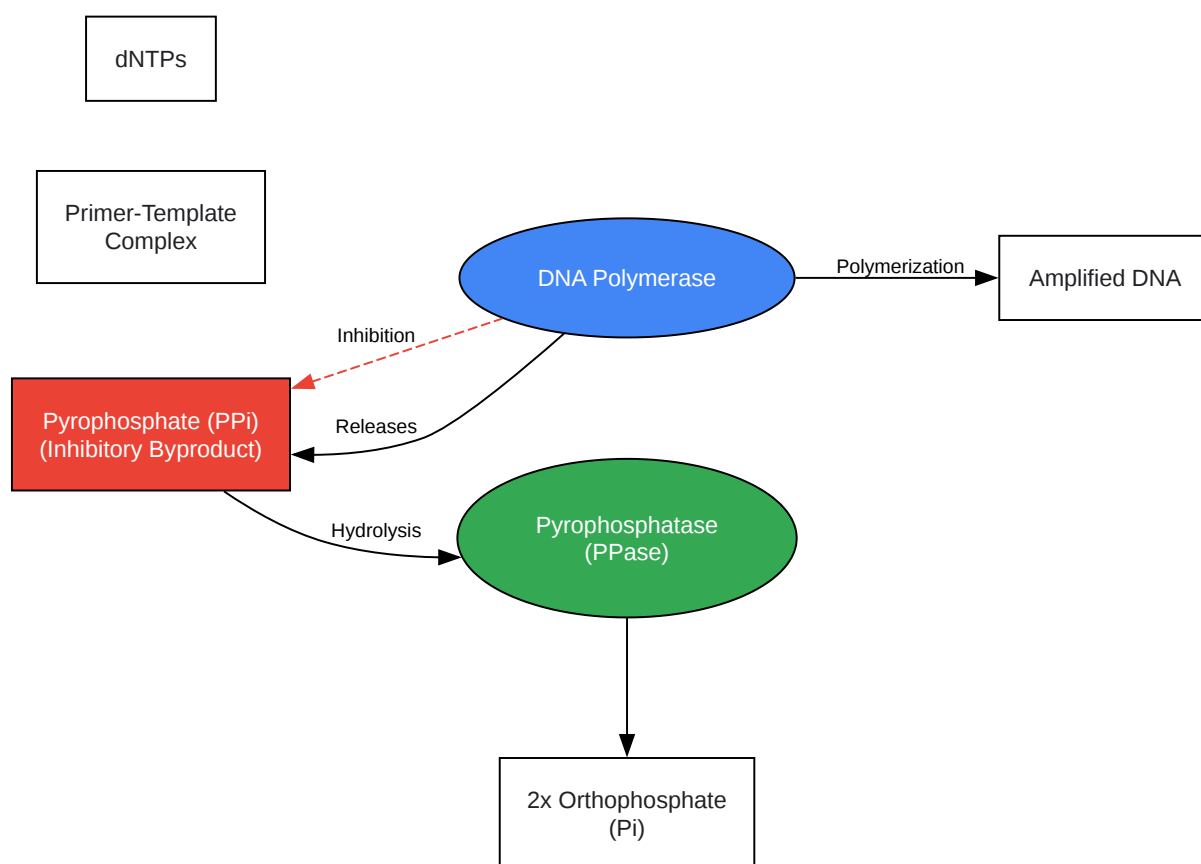 dNTPs
Primer-Template
Complex
DNA Polymerase
Polymerization
Amplified DNA
Inhibition
Pyrophosphate (PPi)
(Inhibitory Byproduct)
Releases
Hydrolysis
Pyrophosphatase
(PPase)
2x Orthophosphate
(Pi)